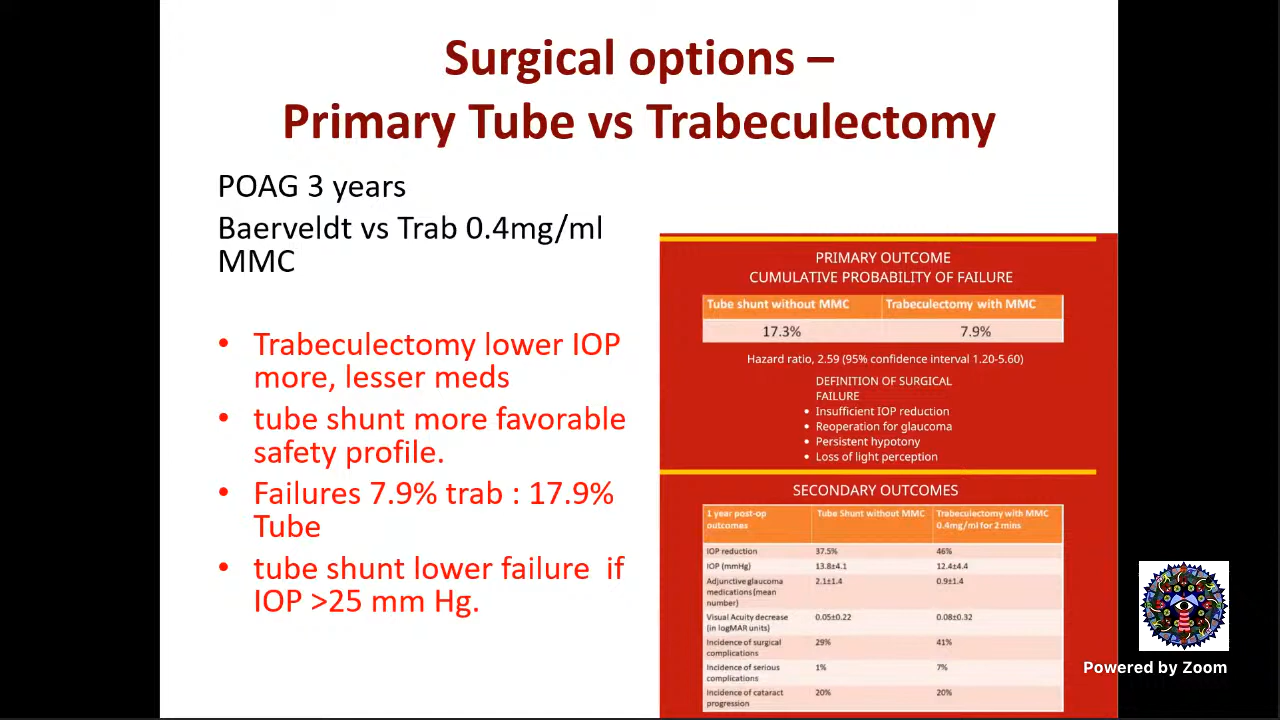 Surgical options –
Primary Tube vs Trabeculectomy
POAG 3 years
Baerveldt vs Trab 0.4mg/ml
MMC
• Trabeculectomy lower IOP
more, lesser meds
• tube shunt more favorable
safety profile.
• Failures 7.9% trab : 17.9%
Tube
• tube shunt lower failure  if
IOP >25 mm Hg.
PRIMARY OUTCOME
CUMULATIVE PROBABILITY OF FAILURE
Tube shunt without MMC Trabeculectomy with MMC
17.3% 7.9%
Hazard ratio, 2.59 (95% confidence interval 1.20-5.60)
DEFINITION OF SURGICAL
FAILURE
• Insufficient IOP reduction
• Reoperation for glaucoma
• Persistent hypotony
• Loss of light perception
SECONDARY OUTCOMES
1 year post-op
outcomes
Tube Shunt without MMC
Trabeculectomy with MMC
0.4mg/ml for 2 mins
IOP reduction 37.5% 46%
IOP (mmHg) 13.8±4.1 12.4±4.4
Adjunctive glaucoma
medications (mean
number)
2.1±1.4 0.9±1.4
Visual Acuity decrease
(in logMAR units)
0.05±0.22 0.08±0.32
Incidence of surgical
complications
29% 41%
Incidence of serious
complications
1% 7%
Incidence of cataract
progression
20% 20%
Powered by Zoom